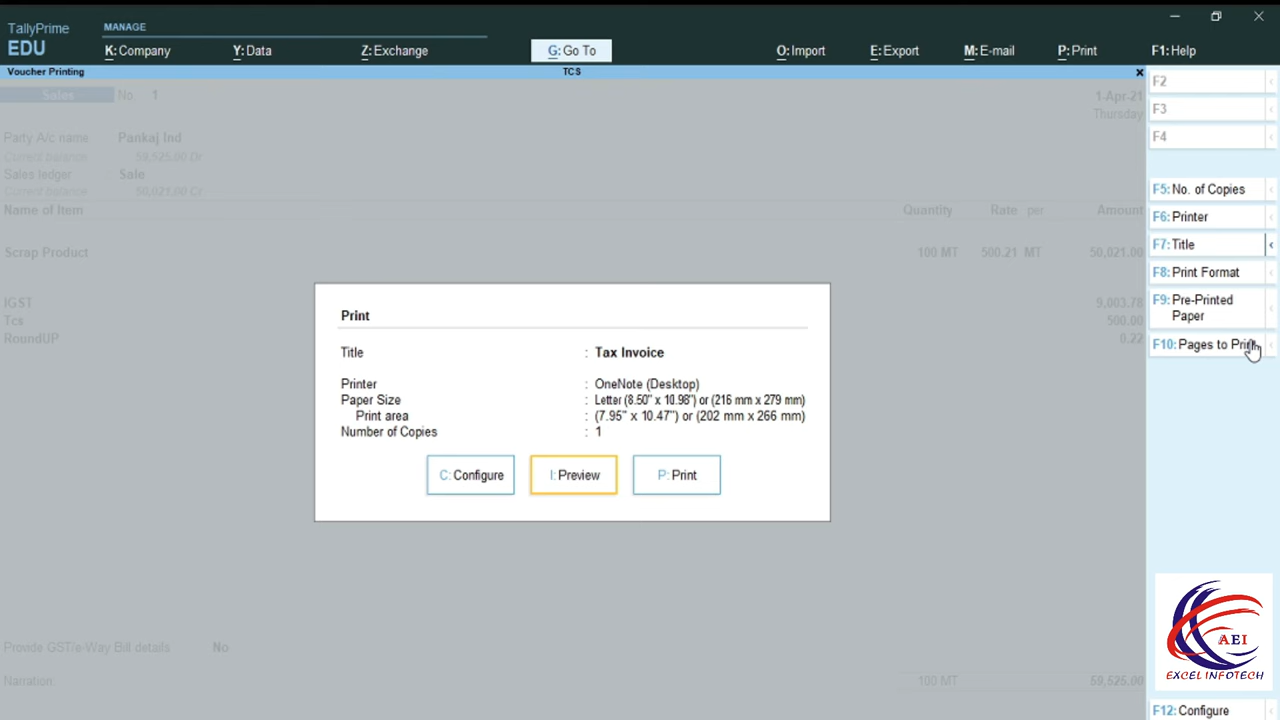 TallyPrime
EDU
MANAGE
K: Company
Y: Data
Z: Exchange
G: Go To
O: Import
E: Export
M: E-mail
P: Print
F1: Help
Voucher Printing
TCS
Sales No 1
1-Apr-21
Thursday
Party A/c name Pankaj Ind
Current balance 59,525.00 Dr
Sales ledger Sale
Current balance 50,021.00 Cr
Name of Item Quantity Rate per Amount
Scrap Product 100 MT 500.21 MT 50,021.00
iGST 9,003.78
Tcs 500.00
RoundUP 0.22
Print
Title : Tax Invoice
Printer : OneNote (Desktop)
Paper Size : Letter (8.50" x 10.98") or (216 mm x 279 mm)
Print area : (7.95" x 10.47") or (202 mm x 266 mm)
Number of Copies : 1
C: Configure
I: Preview
P: Print
Provide GST/e-Way Bill details No
Narration: 100 MT 59,525.00
F2
F3
F4
F5: No. of Copies
F6: Printer
F7: Title
F8: Print Format
F9: Pre-Printed
Paper
F10: Pages to Print
AEI
EXCEL INFOTECH
F12: Configure